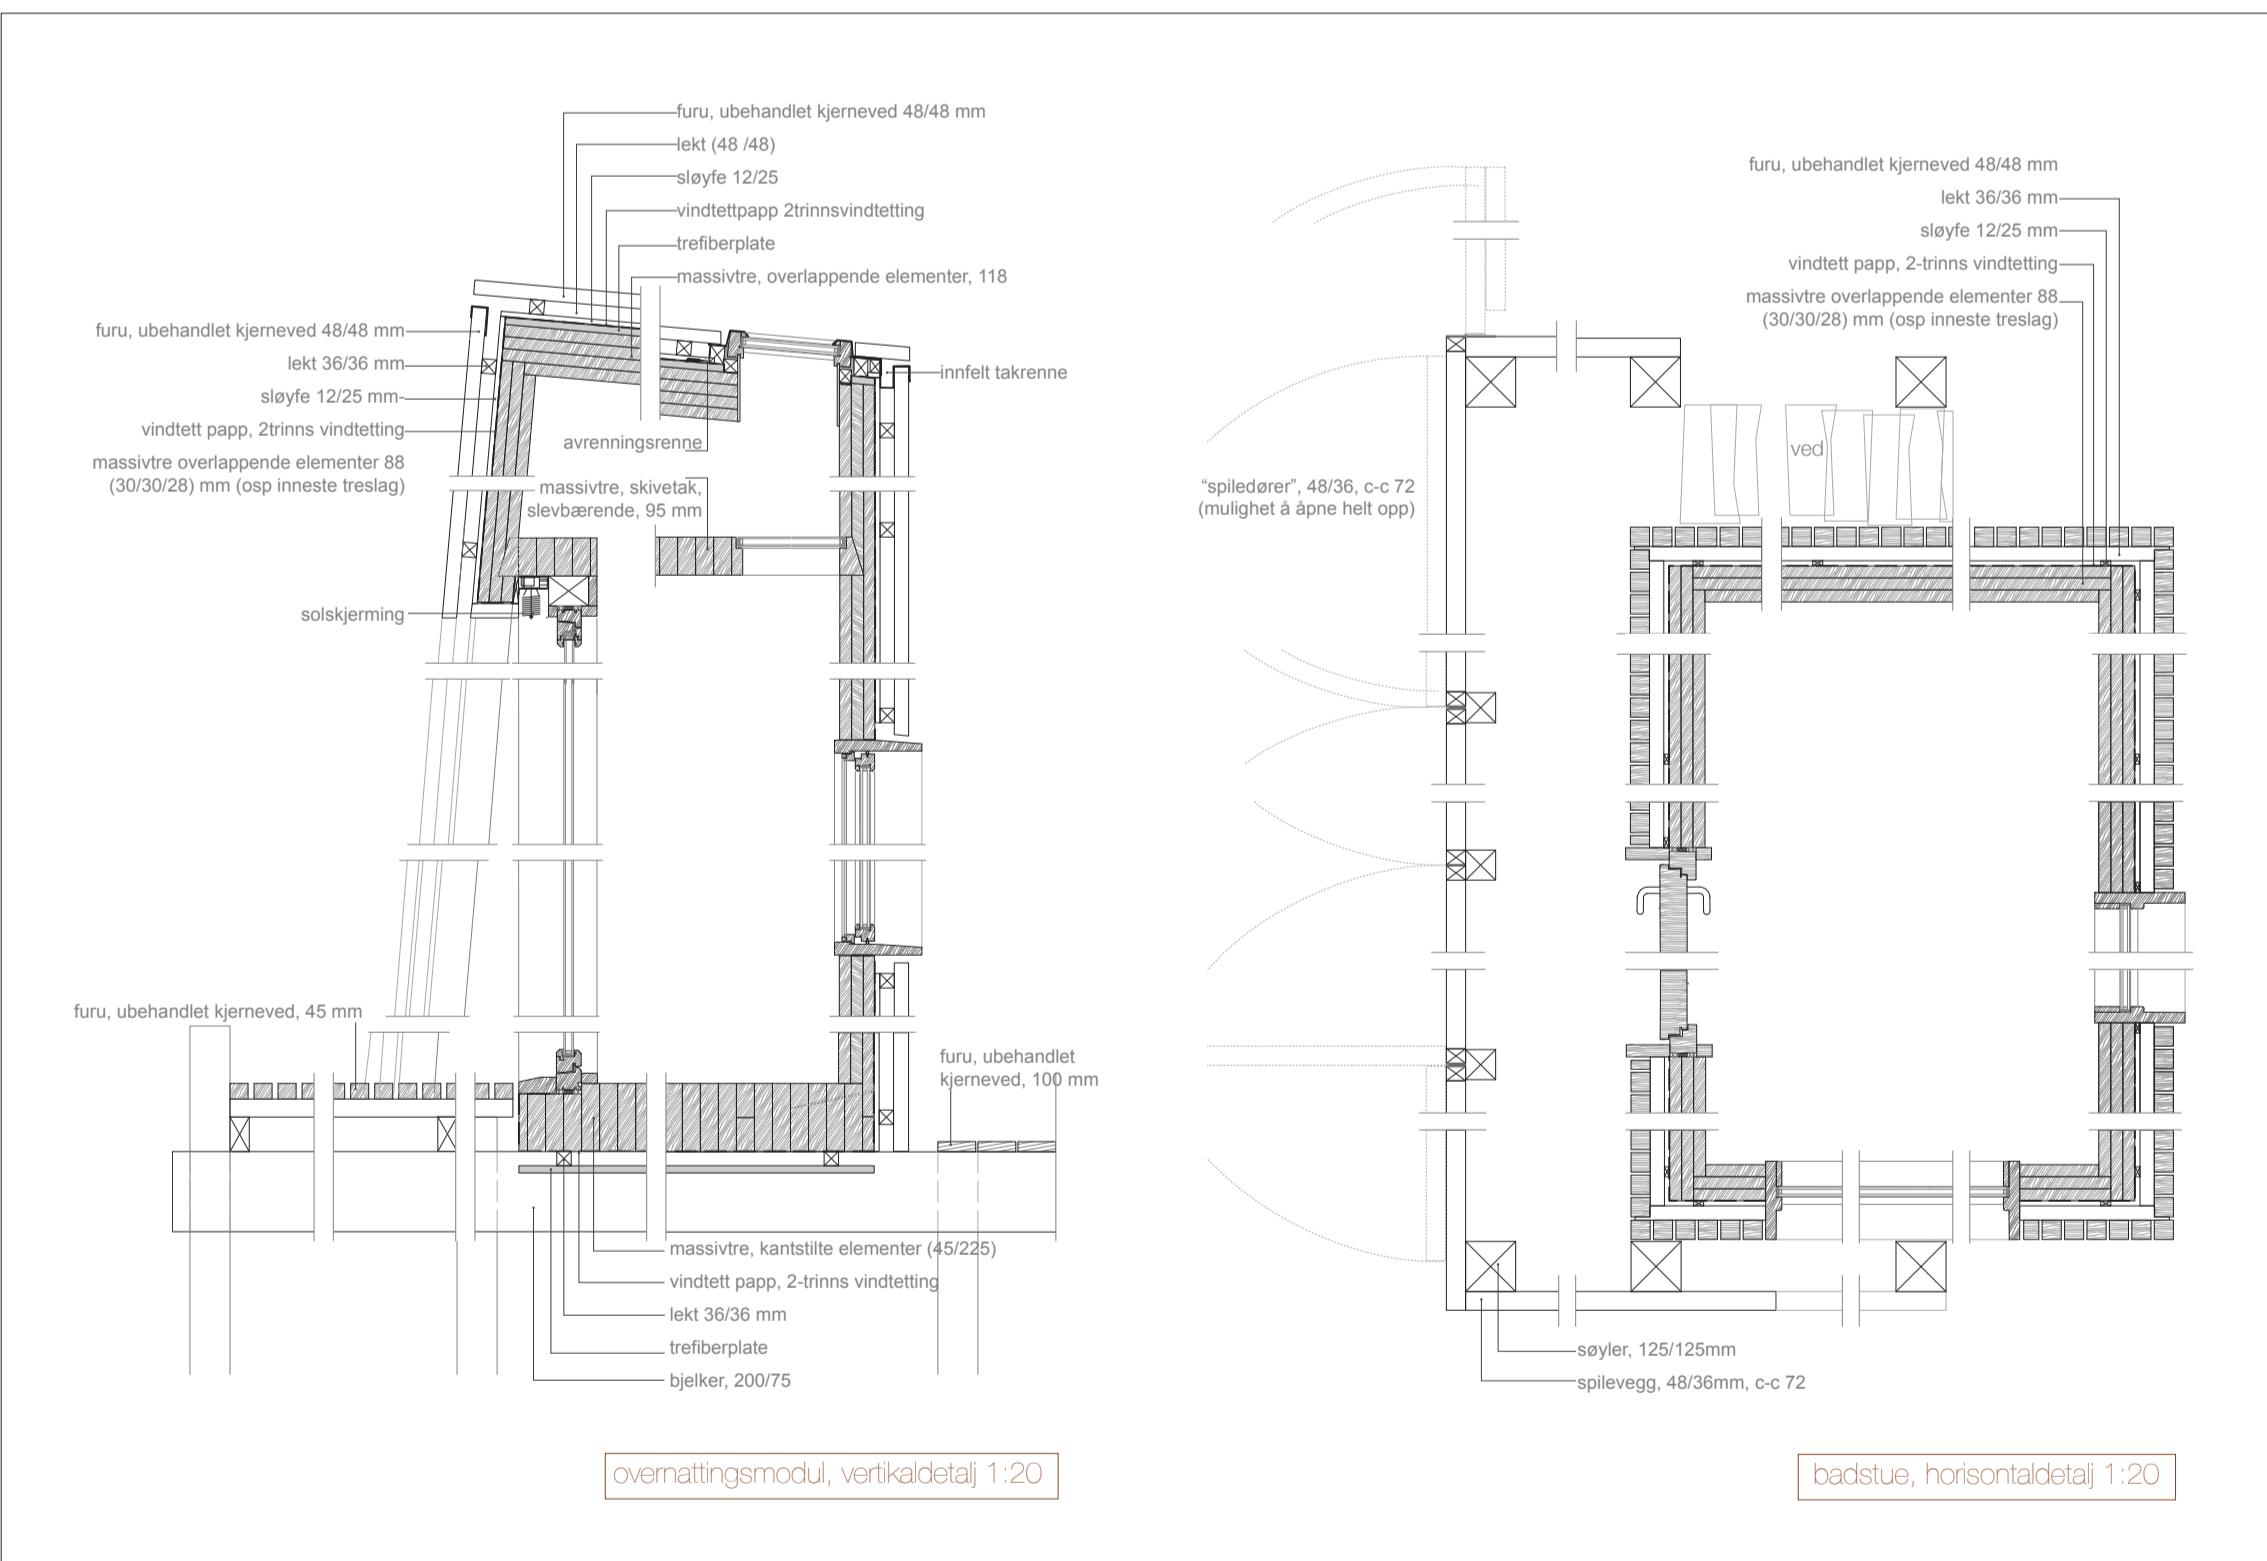 furu, ubehandlet kjerneved 48/48 mm
lekt (48 /48)
sløyfe 12/25
vindtettpapp 2trinnsvindtetting
trefiberplate
massivtre, overlappende elementer, 118
furu, ubehandlet kjerneved 48/48 mm
lekt 36/36 mm
sløyfe 12/25 mm
vindtett papp, 2trinns vindtetting
massivtre overlappende elementer 88
(30/30/28) mm (osp inneste treslag)
innfelt takrenne
avrenningsrenne
massivtre, skivetak,
slevbærende, 95 mm
solskjerming
furu, ubehandlet kjerneved, 45 mm
furu, ubehandlet
kjerneved, 100 mm
massivtre, kantstilte elementer (45/225)
vindtett papp, 2-trinns vindtetting
lekt 36/36 mm
trefiberplate
bjelker, 200/75
overnattingsmodul, vertikaldetalj 1:20
furu, ubehandlet kjerneved 48/48 mm
lekt 36/36 mm
sløyfe 12/25 mm
vindtett papp, 2-trinns vindtetting
massivtre overlappende elementer 88
(30/30/28) mm (osp inneste treslag)
ved
"spiledører", 48/36, c-c 72
(mulighet å åpne helt opp)
søyler, 125/125mm
spilevegg, 48/36mm, c-c 72
badstue, horisontaldetalj 1:20